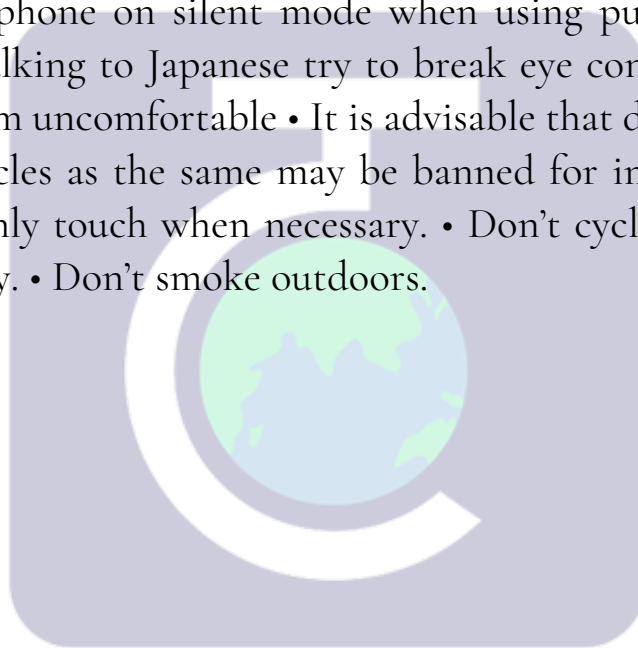 phone on silent mode when using pu
lking to Japanese try to break eye con
m uncomfortable • It is advisable that d
cles as the same may be banned for in
nly touch when necessary. • Don’t cycl
y. • Don’t smoke outdoors.